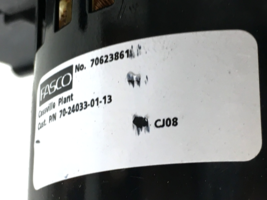 FASCO No. 70623861
Cassville Plant
Cust. P/N 70-24033-01-13
CJ08